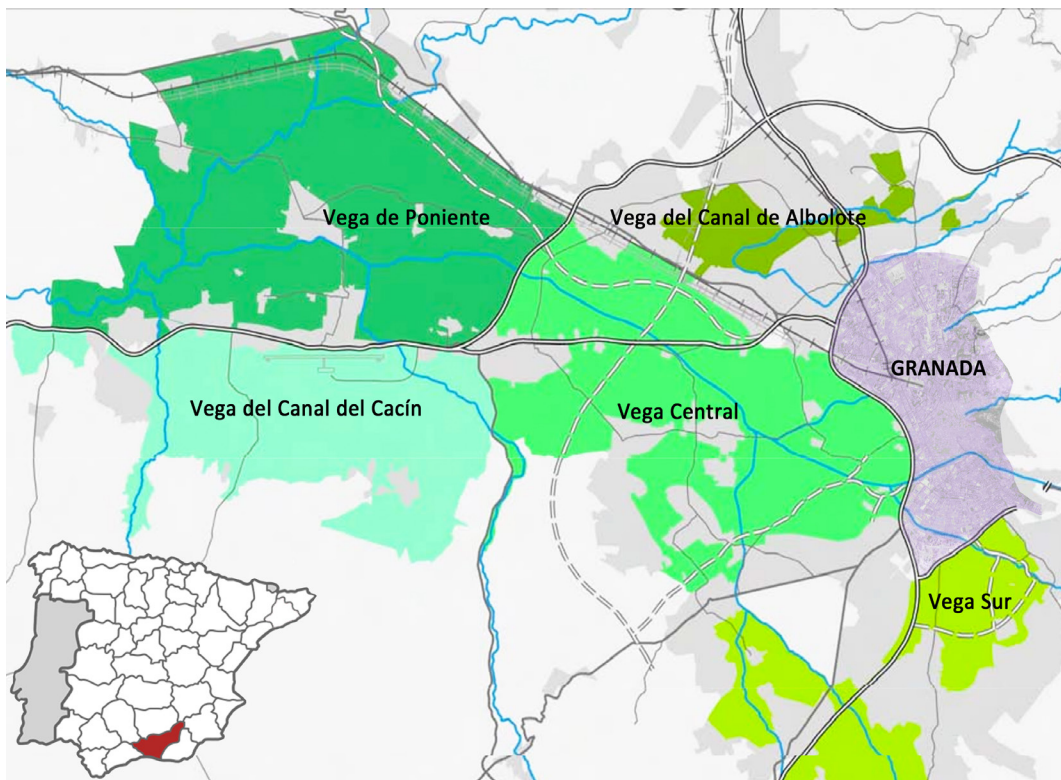 Vega de Poniente
Vega del Canal de Albolote
GRANADA
Vega del Canal del Cacín
Vega Central
Vega Sur